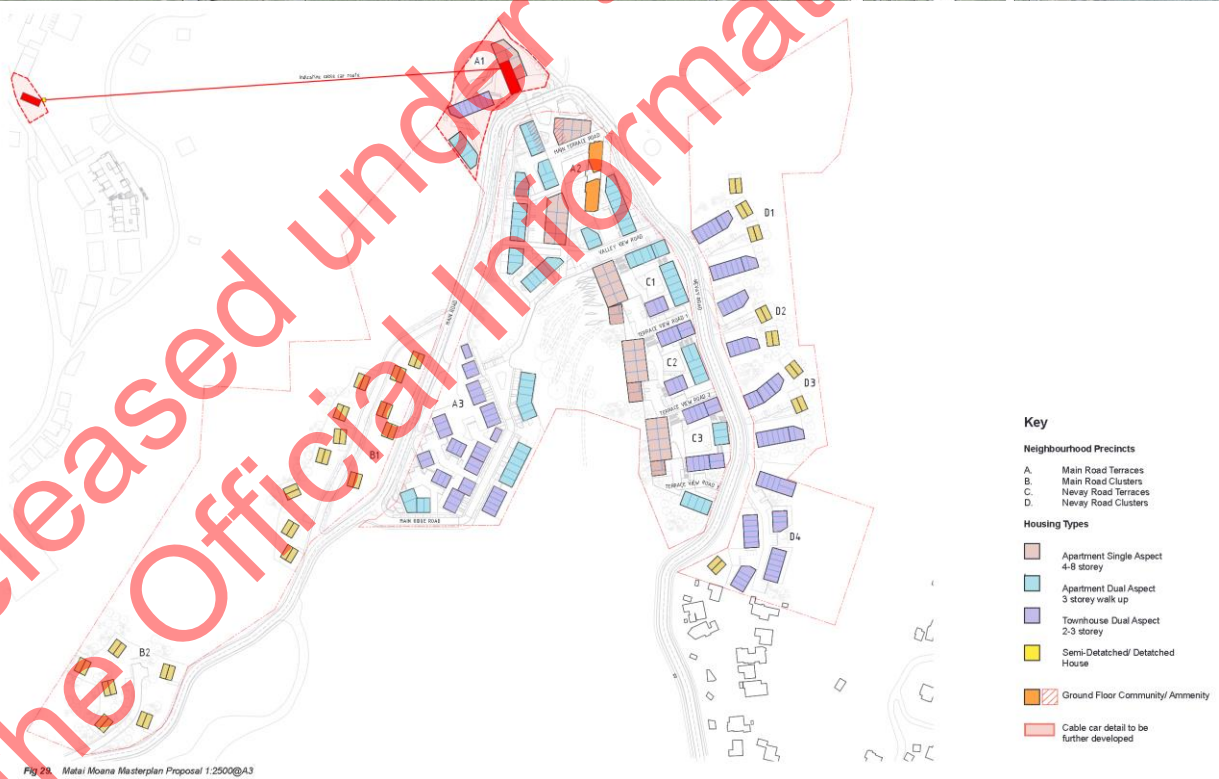 Released under
the Official Information
indicative cable car route
A1
MAIN TERRACE ROAD
A2
VALLEY VIEW ROAD
D1
C1
NEVAY ROAD
MAIN ROAD
D2
TERRACE VIEW ROAD 1
C2
D3
A3
TERRACE VIEW ROAD 2
C3
B1
TERRACE VIEW ROAD 3
MAIN RIDGE ROAD
D4
B2
Key
Neighbourhood Precincts
A. Main Road Terraces
B. Main Road Clusters
C. Nevay Road Terraces
D. Nevay Road Clusters
Housing Types
Apartment Single Aspect
4-8 storey
Apartment Dual Aspect
3 storey walk up
Townhouse Dual Aspect
2-3 storey
Semi-Detatched/ Detatched
House
Ground Floor Community/ Ammenity
Cable car detail to be
further developed
Fig 29. Matai Moana Masterplan Proposal 1:2500@A3